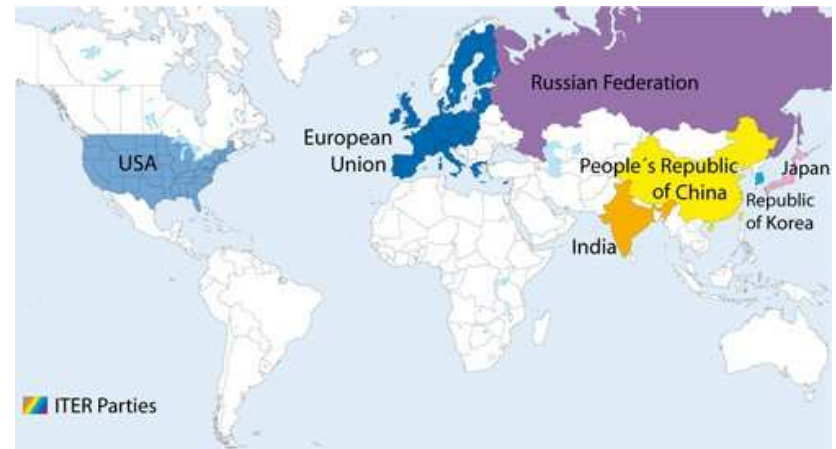 Russian Federation
European
Union
USA
People´s Republic
of China
Japan
Republic
of Korea
India
ITER Parties